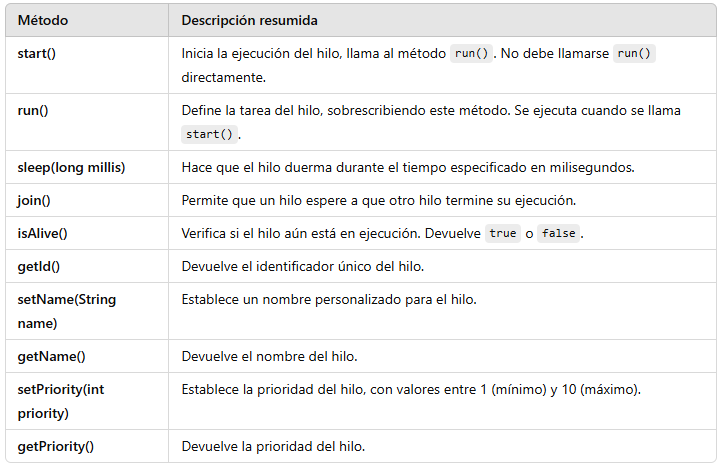 Método Descripción resumida
start() Inicia la ejecución del hilo, llama al método run(). No debe llamarse run()
directamente.
run() Define la tarea del hilo, sobrescribiendo este método. Se ejecuta cuando se llama
start().
sleep(long millis) Hace que el hilo duerma durante el tiempo especificado en milisegundos.
join() Permite que un hilo espere a que otro hilo termine su ejecución.
isAlive() Verifica si el hilo aún está en ejecución. Devuelve true o false.
getId() Devuelve el identificador único del hilo.
setName(String Establece un nombre personalizado para el hilo.
name)
getName() Devuelve el nombre del hilo.
setPriority(int Establece la prioridad del hilo, con valores entre 1 (mínimo) y 10 (máximo).
priority)
getPriority() Devuelve la prioridad del hilo.